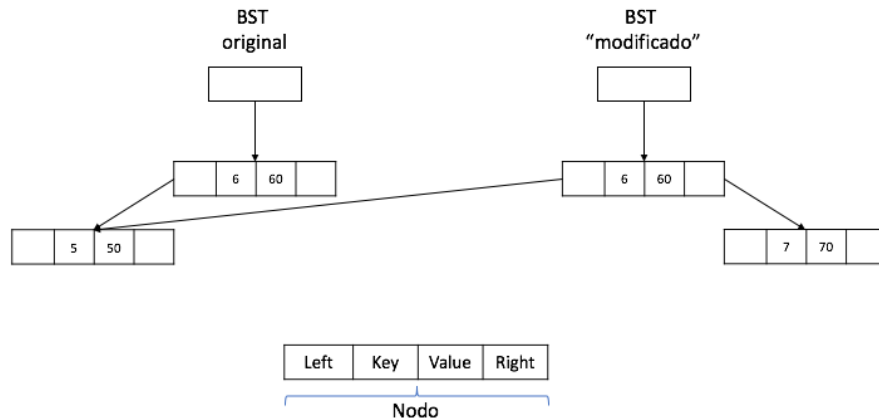 BST
original
BST
“modificado”
6 60
6 60
5 50
7 70
Left Key Value Right
Nodo